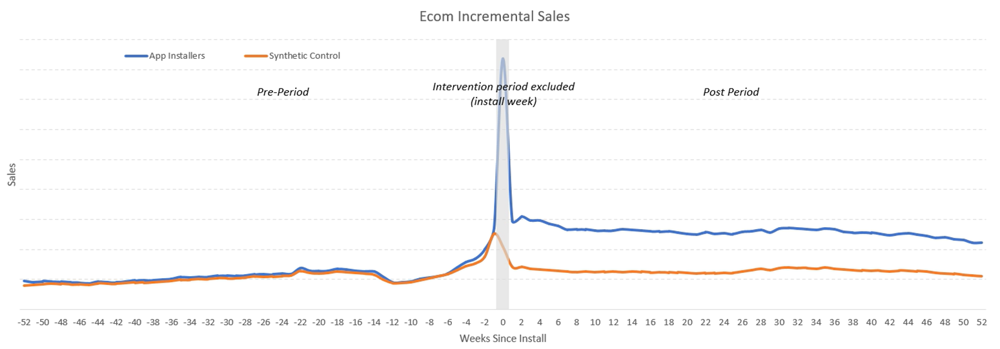 Ecom Incremental Sales
App Installers
Synthetic Control
Pre-Period
Intervention period excluded
(install week)
Post Period
Sales
-52 -50 -48 -46 -44 -42 -40 -38 -36 -34 -32 -30 -28 -26 -24 -22 -20 -18 -16 -14 -12 -10 -8 -6 -4 -2 0 2 4 6 8 10 12 14 16 18 20 22 24 26 28 30 32 34 36 38 40 42 44 46 48 50 52
Weeks Since Install